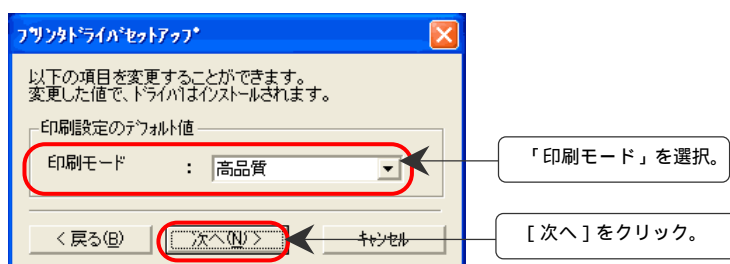 ﾌﾟﾘﾝﾀﾄﾞﾗｲﾊﾞｾｯﾄｱｯﾌﾟ
以下の項目を変更することができます。
変更した値で、ﾄﾞﾗｲﾊﾞはｲﾝｽﾄｰﾙされます。
印刷設定のﾃﾞﾌｫﾙﾄ値
印刷モード : 高品質
「印刷モード」を選択。
< 戻る(B) 次へ(N) > ｷｬﾝｾﾙ
［次へ］をクリック。